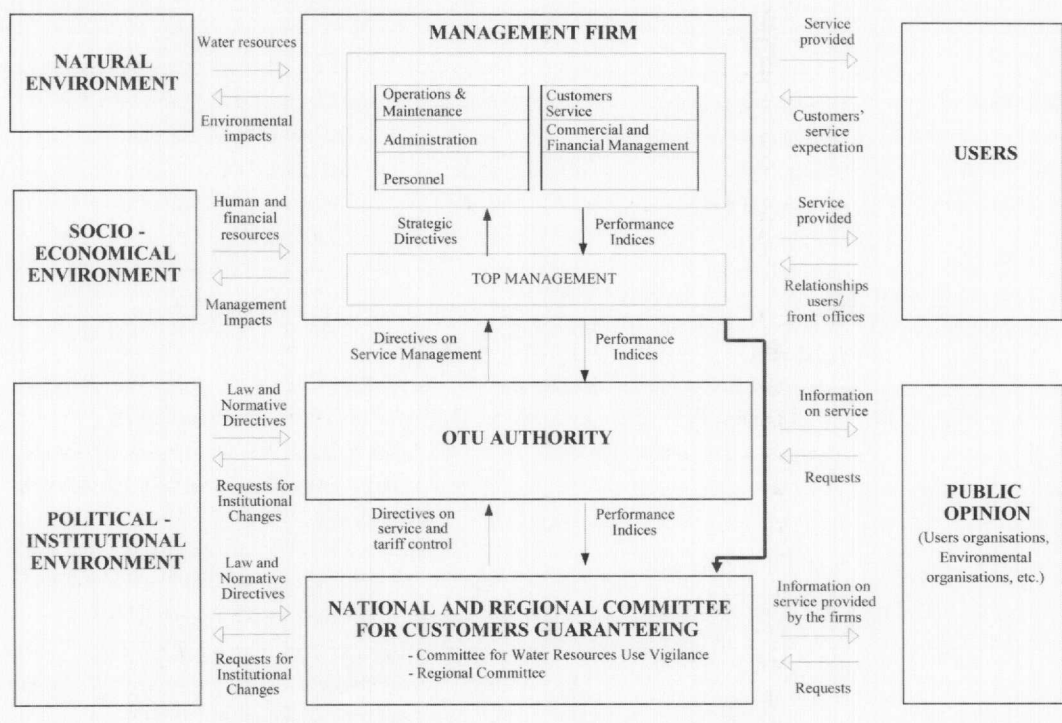 NATURAL
ENVIRONMENT
Water resources
Environmental
impacts
MANAGEMENT FIRM
Operations &
Maintenance
Administration
Personnel
Customers
Service
Commercial and
Financial Management
Strategic
Directives
Performance
Indices
TOP MANAGEMENT
Service
provided
Customers'
service
expectation
USERS
SOCIO -
ECONOMICAL
ENVIRONMENT
Human and
financial
resources
Management
Impacts
Service
provided
Relationships
users/
front offices
Directives on
Service Management
Performance
Indices
POLITICAL -
INSTITUTIONAL
ENVIRONMENT
Law and
Normative
Directives
Requests for
Institutional
Changes
OTU AUTHORITY
Information
on service
Requests
PUBLIC
OPINION
(Users organisations,
Environmental
organisations, etc.)
Directives on
service and
tariff control
Performance
Indices
Law and
Normative
Directives
Requests for
Institutional
Changes
NATIONAL AND REGIONAL COMMITTEE
FOR CUSTOMERS GUARANTEEING
- Committee for Water Resources Use Vigilance
- Regional Committee
Information on
service provided
by the firms
Requests